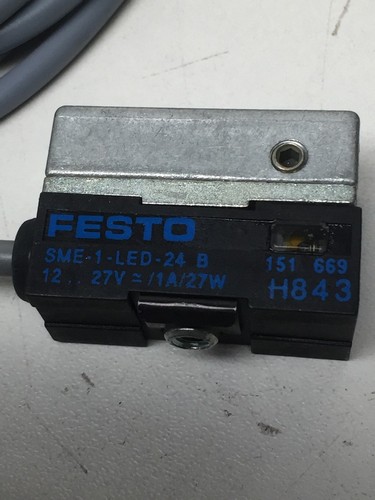 FESTO
SME-1-LED-24 B 151 669
12 .. 27V ≂/1A/27W H843